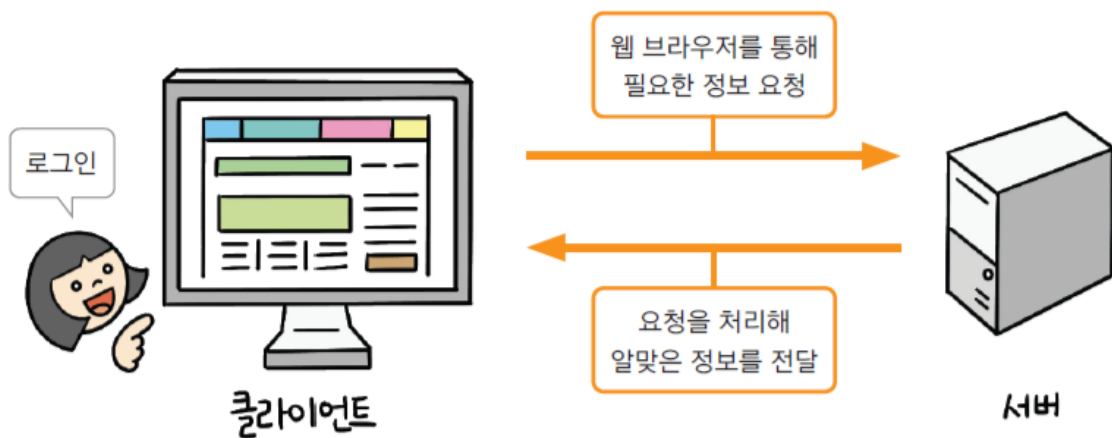 웹 브라우저를 통해
필요한 정보 요청
로그인
요청을 처리해
알맞은 정보를 전달
클라이언트
서버